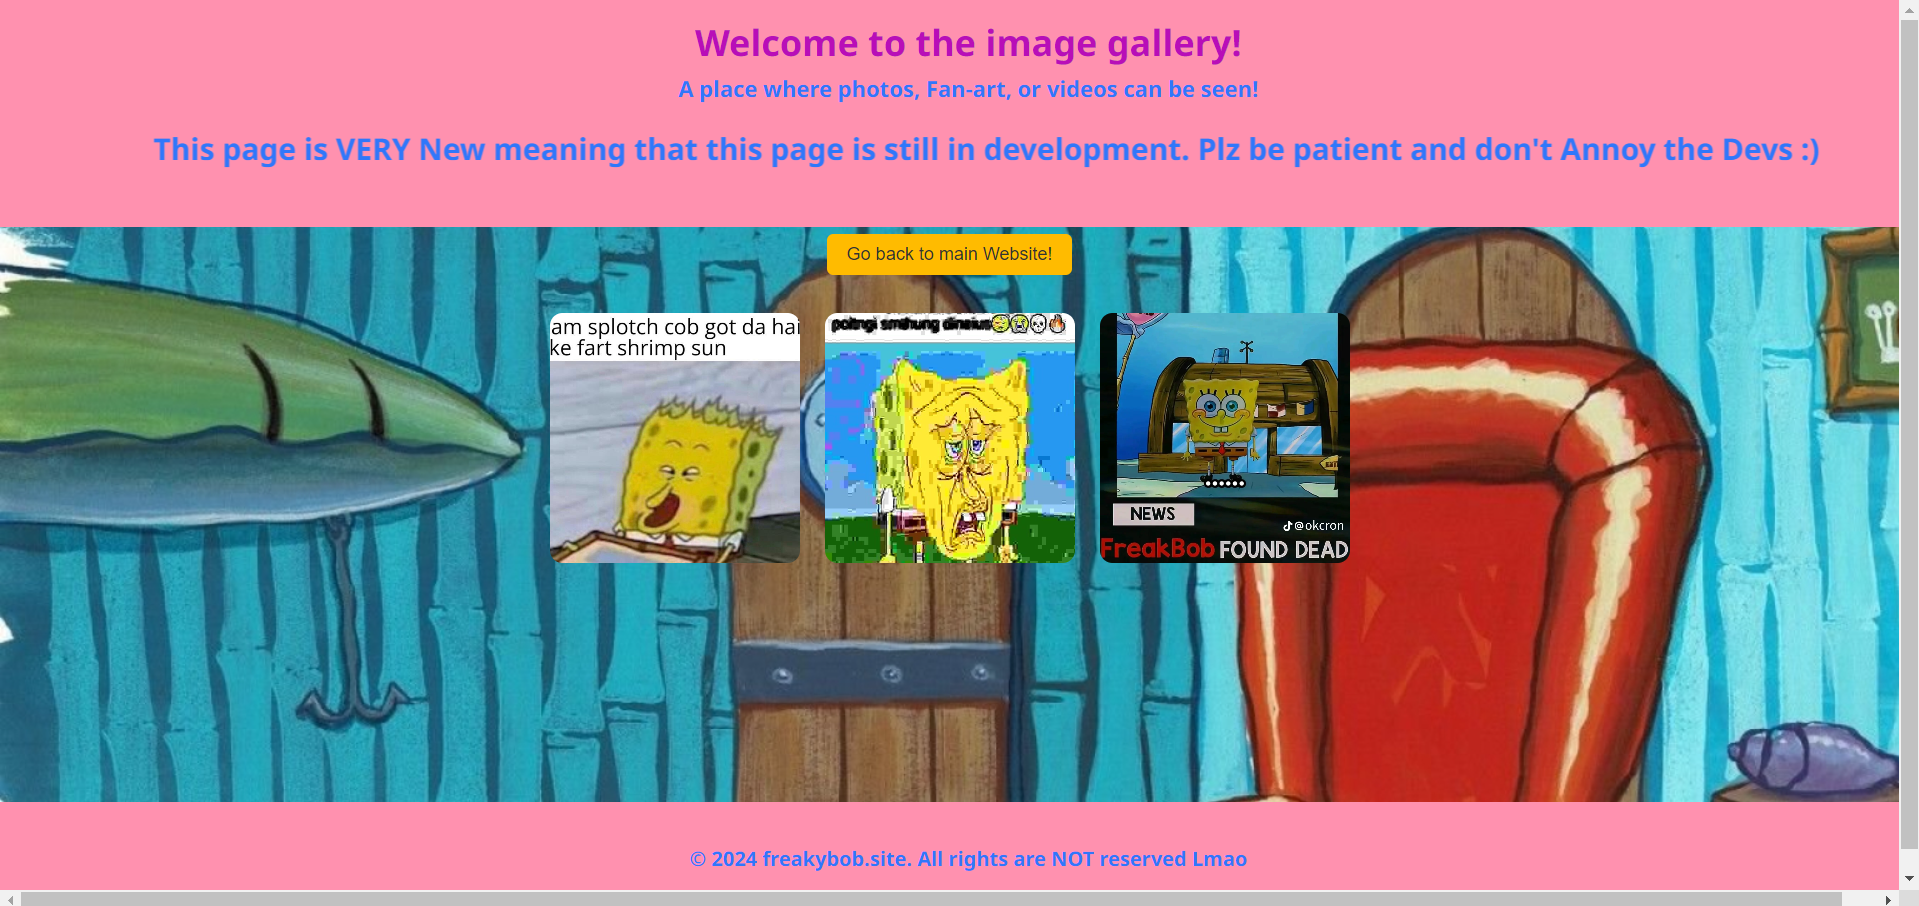 Welcome to the image gallery!
A place where photos, Fan-art, or videos can be seen!
This page is VERY New meaning that this page is still in development. Plz be patient and don't Annoy the Devs :)
Go back to main Website!
am splotch cob got da hai
ke fart shrimp sun
NEWS
@okcron
FreakBob FOUND DEAD
© 2024 freakybob.site. All rights are NOT reserved Lmao